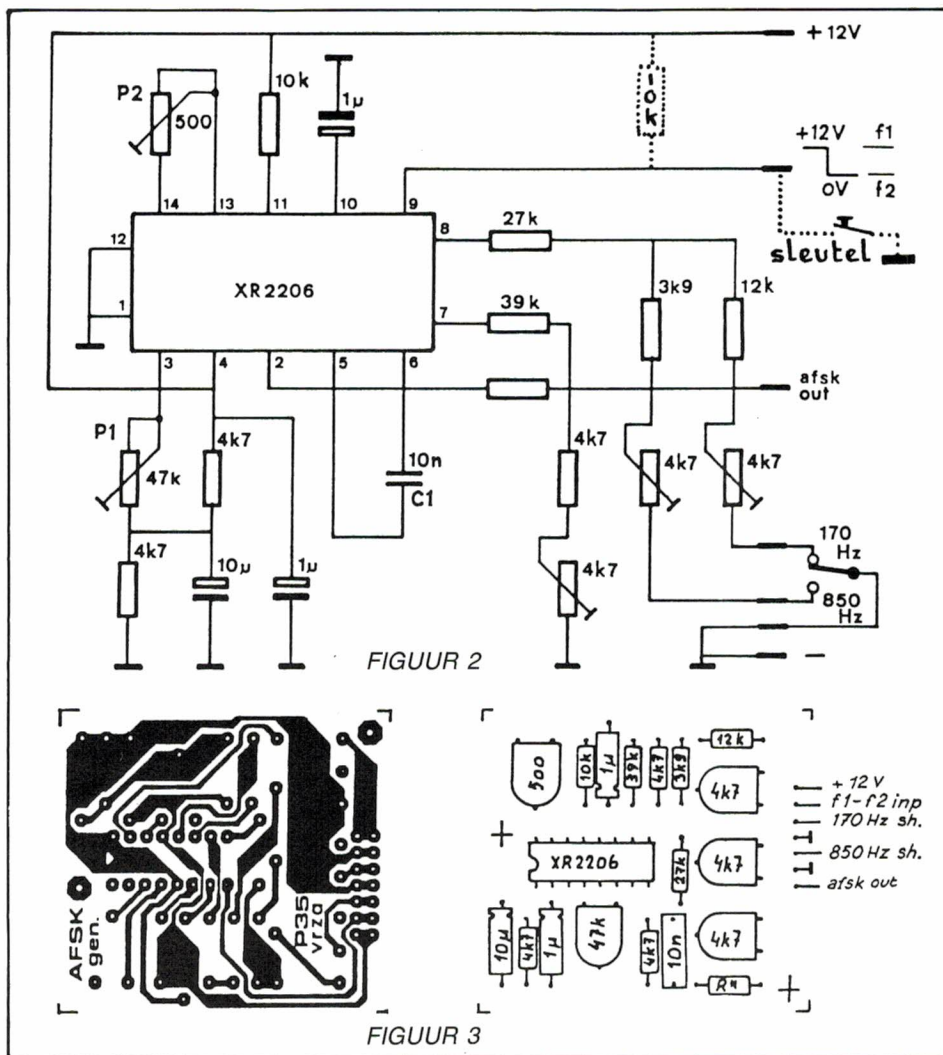 + 12V
10k
1µ
P2
500
10k
+12V f1
0V f2
sleutel
14 13 11 10 9
12
1
XR2206
8
7
3 4 2 5 6
27k
3k9 12k
39k
afsk
out
P1
47k
4k7
4k7
10n
C1
4k7
4k7
4k7
4k7
10µ
1µ
170
Hz
850
Hz
FIGUUR 2
AFSK
gen.
P35
vrza
500
10k
1µ
39k
4k7
3k9
12k
4k7
XR2206
27k
4k7
10µ
4k7
1µ
47k
4k7
10n
4k7
+ 12 V
f1-f2 inp
170 Hz sh.
850 Hz sh.
afsk out
FIGUUR 3